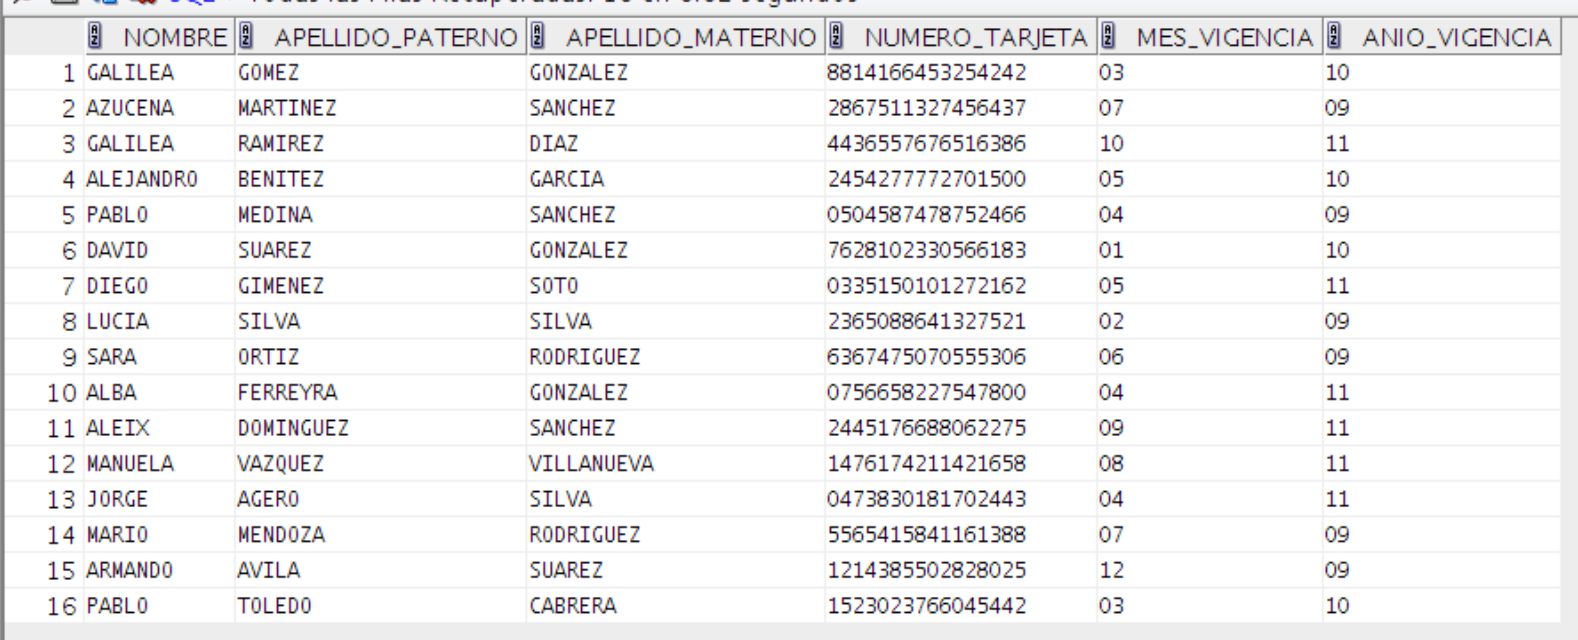 NOMBRE APELLIDO_PATERNO APELLIDO_MATERNO NUMERO_TARJETA MES_VIGENCIA ANIO_VIGENCIA
1 GALILEA GOMEZ GONZALEZ 8814166453254242 03 10
2 AZUCENA MARTINEZ SANCHEZ 2867511327456437 07 09
3 GALILEA RAMIREZ DIAZ 4436557676516386 10 11
4 ALEJANDRO BENITEZ GARCIA 2454277772701500 05 10
5 PABLO MEDINA SANCHEZ 0504587478752466 04 09
6 DAVID SUAREZ GONZALEZ 7628102330566183 01 10
7 DIEGO GIMENEZ SOTO 0335150101272162 05 11
8 LUCIA SILVA SILVA 2365088641327521 02 09
9 SARA ORTIZ RODRIGUEZ 6367475070555306 06 09
10 ALBA FERREYRA GONZALEZ 0756658227547800 04 11
11 ALEIX DOMINGUEZ SANCHEZ 2445176688062275 09 11
12 MANUELA VAZQUEZ VILLANUEVA 1476174211421658 08 11
13 JORGE AGERO SILVA 0473830181702443 04 11
14 MARIO MENDOZA RODRIGUEZ 5565415841161388 07 09
15 ARMANDO AVILA SUAREZ 1214385502828025 12 09
16 PABLO TOLEDO CABRERA 1523023766045442 03 10